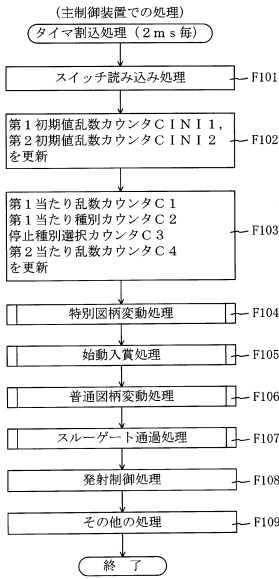 (主制御装置での処理)
タイマ割込処理(2ms毎)
スイッチ読み込み処理
F101
第1初期値乱数カウンタCINI1,
第2初期値乱数カウンタCINI2
を更新
F102
第1当たり乱数カウンタC1
第1当たり種別カウンタC2
停止種別選択カウンタC3
第2当たり乱数カウンタC4
を更新
F103
特別図柄変動処理
F104
始動入賞処理
F105
普通図柄変動処理
F106
スルーゲート通過処理
F107
発射制御処理
F108
その他の処理
F109
終了